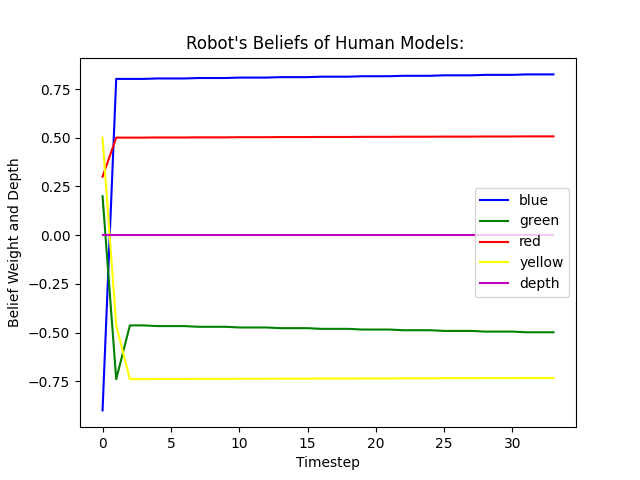 Robot's Beliefs of Human Models:
Belief Weight and Depth
0.75
0.50
0.25
0.00
−0.25
−0.50
−0.75
blue
green
red
yellow
depth
0 5 10 15 20 25 30
Timestep